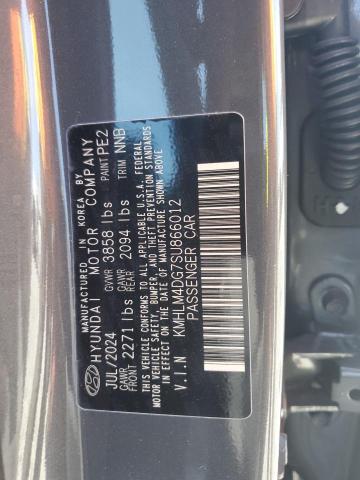 MANUFACTURED IN KOREA BY
HYUNDAI MOTOR COMPANY
JUL/2024 GVWR 3858 lbs PAINT PE2
GAWR FRONT 2271 lbs GAWR REAR 2094 lbs TRIM NNB
THIS VEHICLE CONFORMS TO ALL APPLICABLE U.S.A. FEDERAL
MOTOR VEHICLE SAFETY, BUMPER, AND THEFT PREVENTION STANDARDS
IN EFFECT ON THE DATE OF MANUFACTURE SHOWN ABOVE.
V.I.N KMHLM4DG7SU866012
PASSENGER CAR